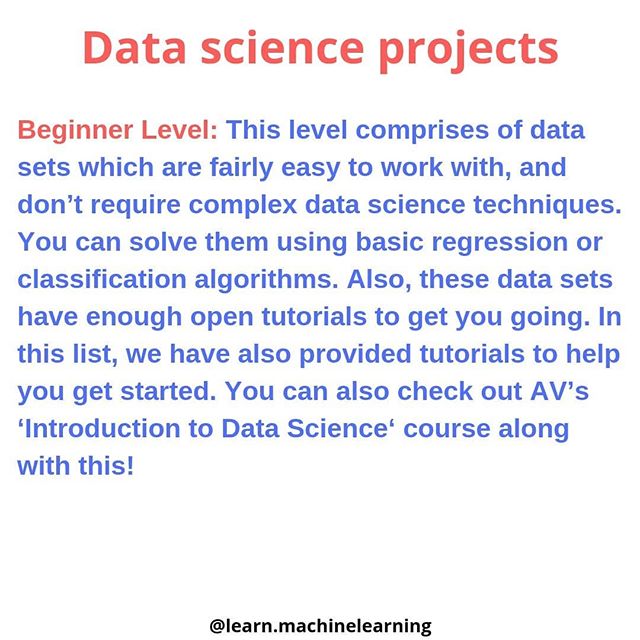 Data science projects
Beginner Level: This level comprises of data
sets which are fairly easy to work with, and
don’t require complex data science techniques.
You can solve them using basic regression or
classification algorithms. Also, these data sets
have enough open tutorials to get you going. In
this list, we have also provided tutorials to help
you get started. You can also check out AV’s
‘Introduction to Data Science‘ course along
with this!
@learn.machinelearning